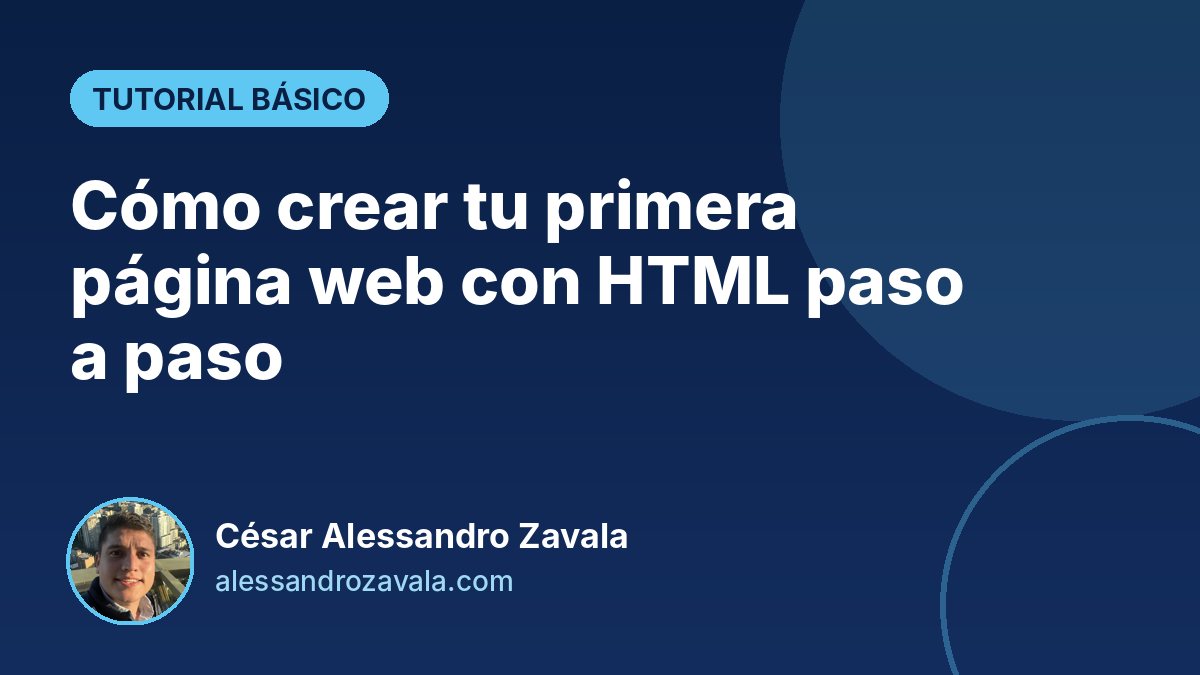 TUTORIAL BÁSICO
Cómo crear tu primera
página web con HTML paso
a paso
César Alessandro Zavala
alessandrozavala.com